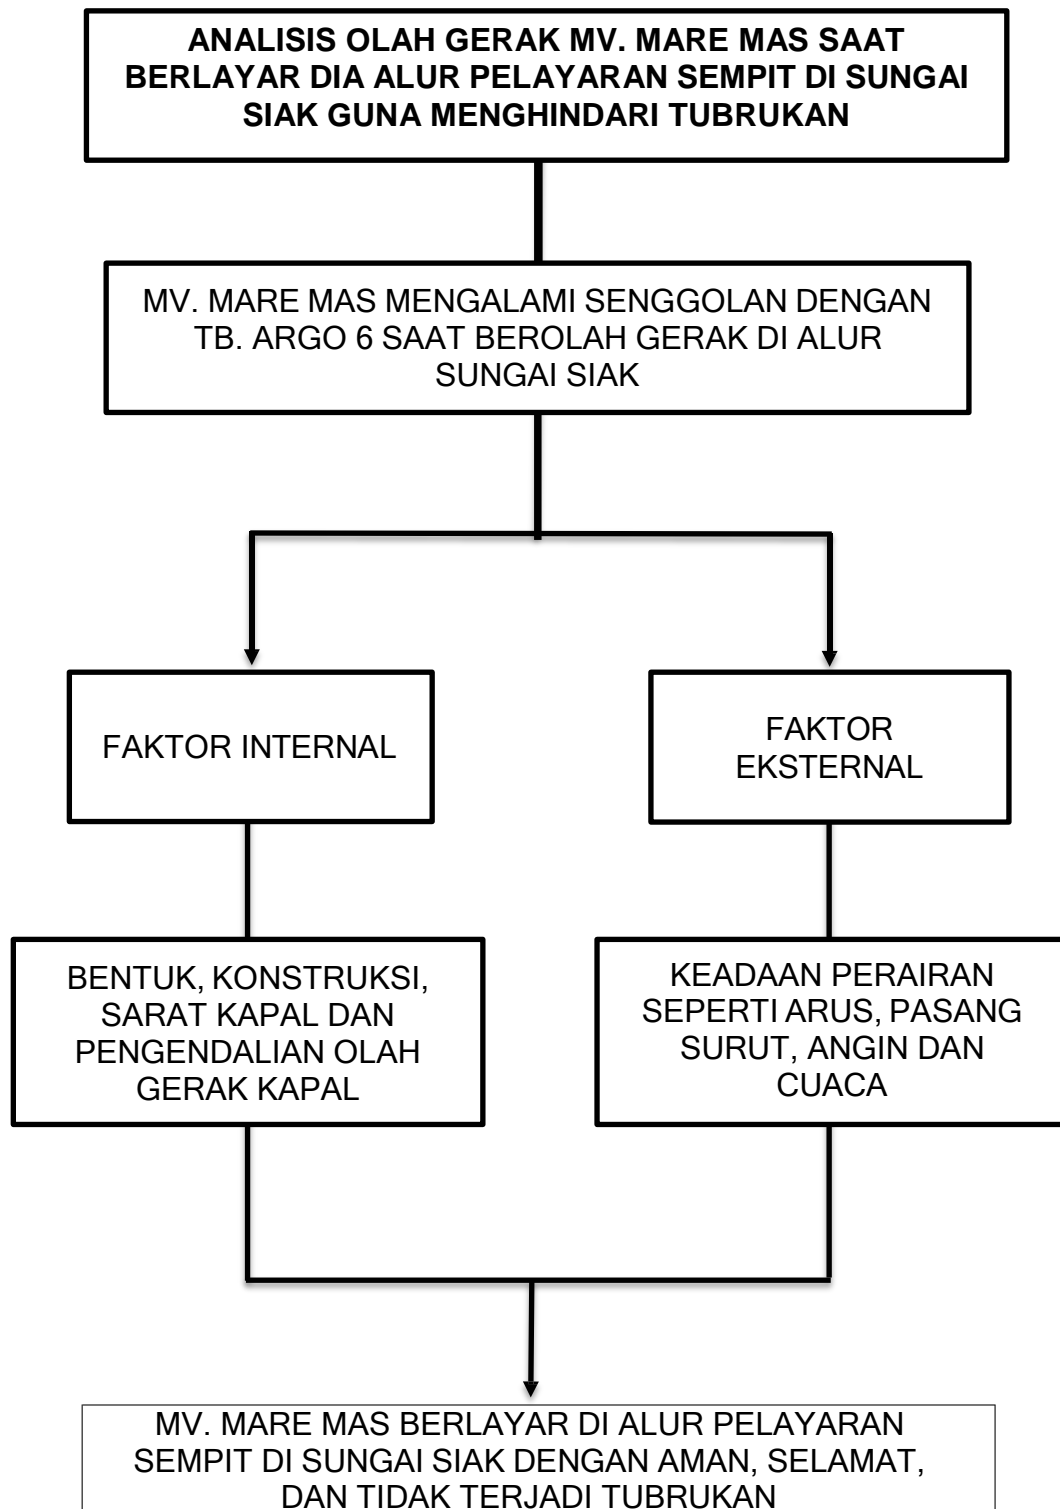 ANALISIS OLAH GERAK MV. MARE MAS SAAT
BERLAYAR DIA ALUR PELAYARAN SEMPIT DI SUNGAI
SIAK GUNA MENGHINDARI TUBRUKAN
MV. MARE MAS MENGALAMI SENGGOLAN DENGAN
TB. ARGO 6 SAAT BEROLAH GERAK DI ALUR
SUNGAI SIAK
FAKTOR INTERNAL
FAKTOR
EKSTERNAL
BENTUK, KONSTRUKSI,
SARAT KAPAL DAN
PENGENDALIAN OLAH
GERAK KAPAL
KEADAAN PERAIRAN
SEPERTI ARUS, PASANG
SURUT, ANGIN DAN
CUACA
MV. MARE MAS BERLAYAR DI ALUR PELAYARAN
SEMPIT DI SUNGAI SIAK DENGAN AMAN, SELAMAT,
DAN TIDAK TERJADI TUBRUKAN